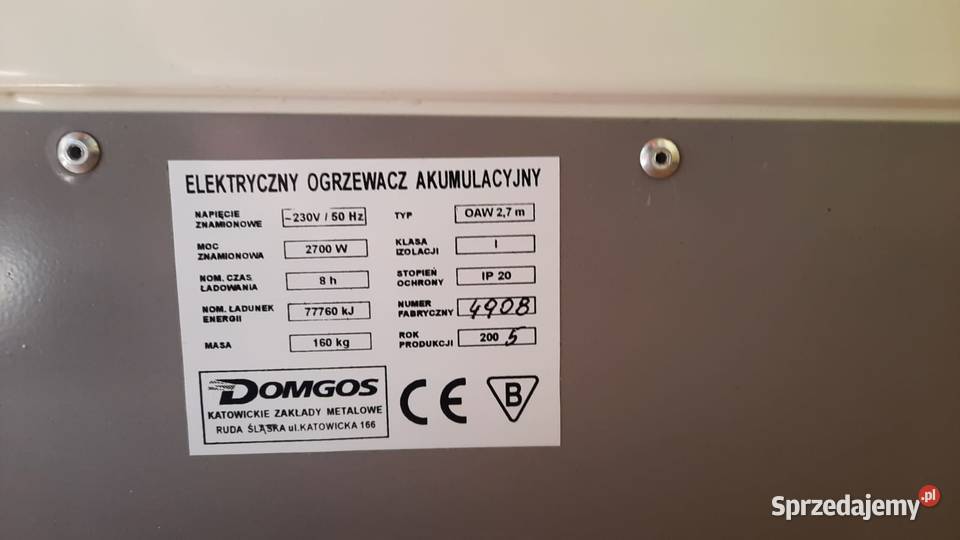 ELEKTRYCZNY OGRZEWACZ AKUMULACYJNY
NAPIĘCIE
ZNAMIONOWE
~230V / 50 Hz
MOC
ZNAMIONOWA
2700 W
NOM. CZAS
ŁADOWANIA
8 h
NOM. ŁADUNEK
ENERGII
77760 kJ
MASA
160 kg
TYP
OAW 2,7 m
KLASA
IZOLACJI
I
STOPIEŃ
OCHRONY
IP 20
NUMER
FABRYCZNY
4908
ROK
PRODUKCJI
2005
DOMGOS
KATOWICKIE ZAKŁADY METALOWE
RUDA ŚLĄSKA ul.KATOWICKA 166
CE
B
Sprzedajemy.pl